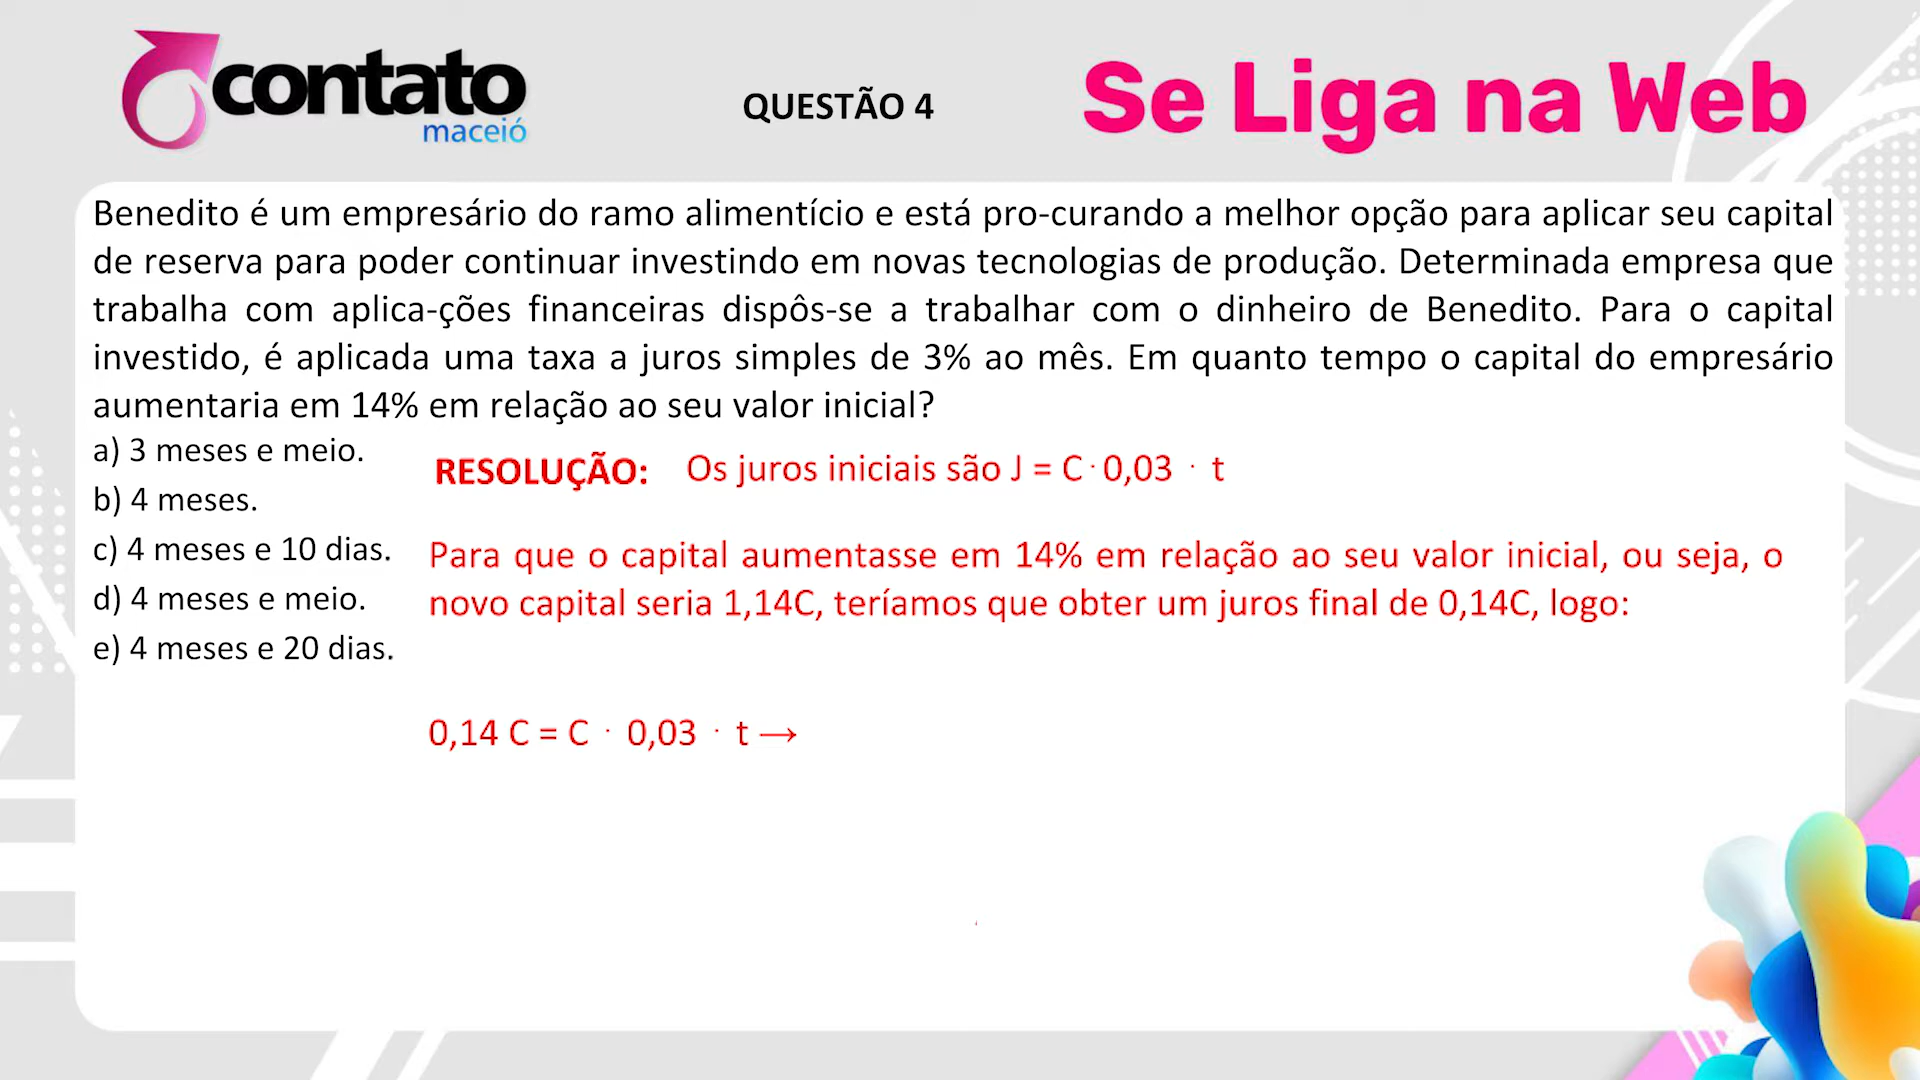 contato
maceió
QUESTÃO 4
Se Liga na Web
Benedito é um empresário do ramo alimentício e está pro-curando a melhor opção para aplicar seu capital
de reserva para poder continuar investindo em novas tecnologias de produção. Determinada empresa que
trabalha com aplica-ções financeiras dispôs-se a trabalhar com o dinheiro de Benedito. Para o capital
investido, é aplicada uma taxa a juros simples de 3% ao mês. Em quanto tempo o capital do empresário
aumentaria em 14% em relação ao seu valor inicial?
a) 3 meses e meio.
b) 4 meses.
c) 4 meses e 10 dias.
d) 4 meses e meio.
e) 4 meses e 20 dias.
RESOLUÇÃO: Os juros iniciais são J = C · 0,03 · t
Para que o capital aumentasse em 14% em relação ao seu valor inicial, ou seja, o
novo capital seria 1,14C, teríamos que obter um juros final de 0,14C, logo:
0,14 C = C · 0,03 · t →